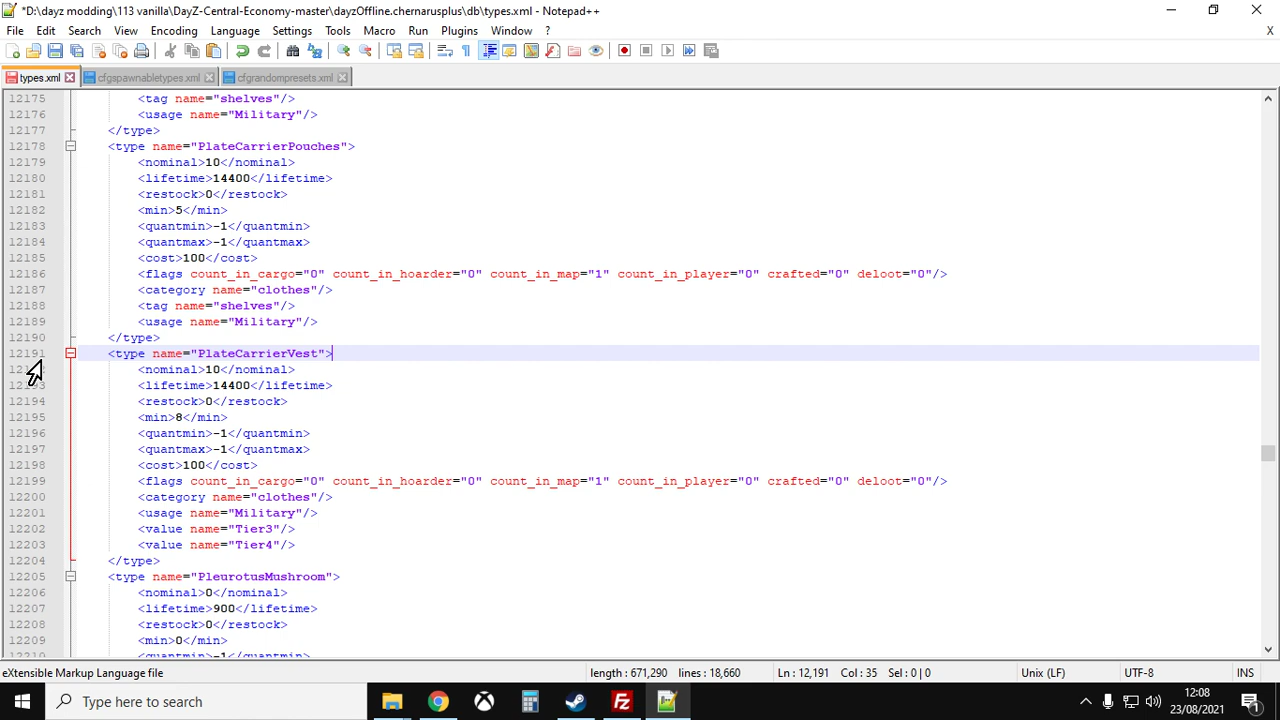 *D:\dayz modding\113 vanilla\DayZ-Central-Economy-master\dayzOffline.chernarusplus\db\types.xml - Notepad++
File Edit Search View Encoding Language Settings Tools Macro Run Plugins Window ? X
types.xml cfgspawnabletypes.xml cfgrandompresets.xml
12175 <tag name="shelves"/>
12176 <usage name="Military"/>
12177 </type>
12178 <type name="PlateCarrierPouches">
12179 <nominal>10</nominal>
12180 <lifetime>14400</lifetime>
12181 <restock>0</restock>
12182 <min>5</min>
12183 <quantmin>-1</quantmin>
12184 <quantmax>-1</quantmax>
12185 <cost>100</cost>
12186 <flags count_in_cargo="0" count_in_hoarder="0" count_in_map="1" count_in_player="0" crafted="0" deloot="0"/>
12187 <category name="clothes"/>
12188 <tag name="shelves"/>
12189 <usage name="Military"/>
12190 </type>
12191 <type name="PlateCarrierVest">
<nominal>10</nominal>
12193 <lifetime>14400</lifetime>
12194 <restock>0</restock>
12195 <min>8</min>
12196 <quantmin>-1</quantmin>
12197 <quantmax>-1</quantmax>
12198 <cost>100</cost>
12199 <flags count_in_cargo="0" count_in_hoarder="0" count_in_map="1" count_in_player="0" crafted="0" deloot="0"/>
12200 <category name="clothes"/>
12201 <usage name="Military"/>
12202 <value name="Tier3"/>
12203 <value name="Tier4"/>
12204 </type>
12205 <type name="PleurotusMushroom">
12206 <nominal>0</nominal>
12207 <lifetime>900</lifetime>
12208 <restock>0</restock>
12209 <min>0</min>
12210 <quantmin>-1</quantmin>
eXtensible Markup Language file length : 671,290 lines : 18,660 Ln : 12,191 Col : 35 Sel : 0 | 0 Unix (LF) UTF-8 INS
Type here to search
12:08
23/08/2021
1